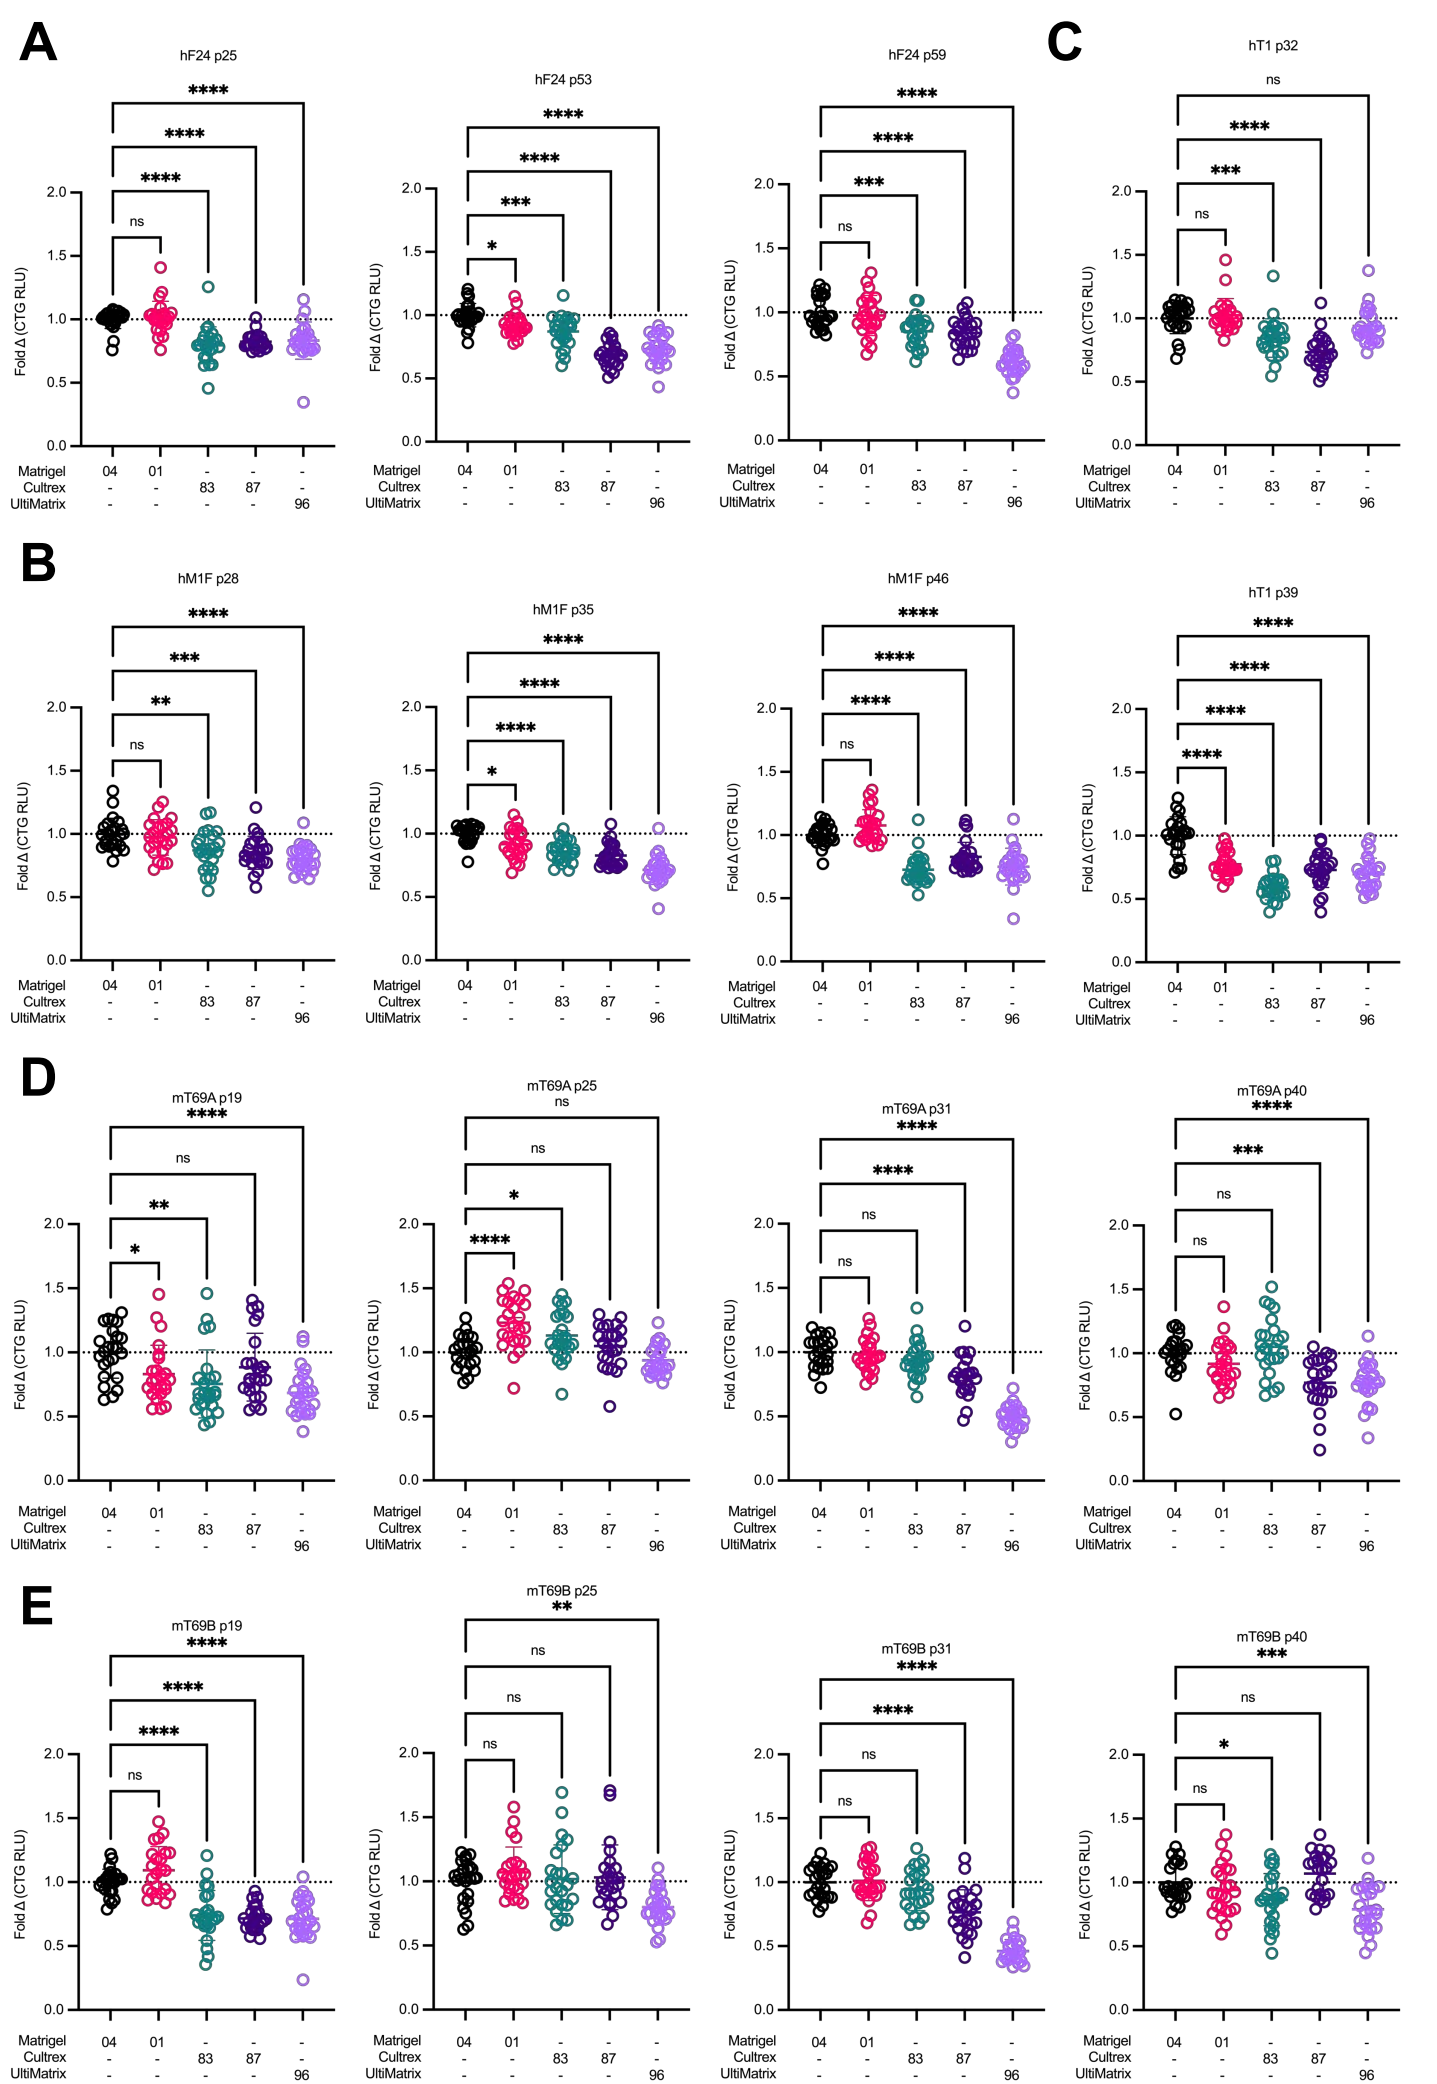 A
hF24 p25
****
****
****
ns
2.0
1.5
1.0
0.5
0.0
Fold Δ (CTG RLU)
Matrigel 04 01 - - -
Cultrex - - 83 87 -
UltiMatrix - - - - 96
hF24 p53
****
****
***
*
2.0
1.5
1.0
0.5
0.0
Fold Δ (CTG RLU)
Matrigel 04 01 - - -
Cultrex - - 83 87 -
UltiMatrix - - - - 96
hF24 p59
****
****
***
ns
2.0
1.5
1.0
0.5
0.0
Fold Δ (CTG RLU)
Matrigel 04 01 - - -
Cultrex - - 83 87 -
UltiMatrix - - - - 96
C
hT1 p32
ns
****
***
ns
2.0
1.5
1.0
0.5
0.0
Fold Δ (CTG RLU)
Matrigel 04 01 - - -
Cultrex - - 83 87 -
UltiMatrix - - - - 96
B
hM1F p28
****
***
**
ns
2.0
1.5
1.0
0.5
0.0
Fold Δ (CTG RLU)
Matrigel 04 01 - - -
Cultrex - - 83 87 -
UltiMatrix - - - - 96
hM1F p35
****
****
****
*
2.0
1.5
1.0
0.5
0.0
Fold Δ (CTG RLU)
Matrigel 04 01 - - -
Cultrex - - 83 87 -
UltiMatrix - - - - 96
hM1F p46
****
****
****
ns
2.0
1.5
1.0
0.5
0.0
Fold Δ (CTG RLU)
Matrigel 04 01 - - -
Cultrex - - 83 87 -
UltiMatrix - - - - 96
hT1 p39
****
****
****
****
2.0
1.5
1.0
0.5
0.0
Fold Δ (CTG RLU)
Matrigel 04 01 - - -
Cultrex - - 83 87 -
UltiMatrix - - - - 96
D
mT69A p19
****
ns
**
*
2.0
1.5
1.0
0.5
0.0
Fold Δ (CTG RLU)
Matrigel 04 01 - - -
Cultrex - - 83 87 -
UltiMatrix - - - - 96
mT69A p25
ns
ns
*
****
2.0
1.5
1.0
0.5
0.0
Fold Δ (CTG RLU)
Matrigel 04 01 - - -
Cultrex - - 83 87 -
UltiMatrix - - - - 96
mT69A p31
****
****
ns
ns
2.0
1.5
1.0
0.5
0.0
Fold Δ (CTG RLU)
Matrigel 04 01 - - -
Cultrex - - 83 87 -
UltiMatrix - - - - 96
mT69A p40
****
***
ns
ns
2.0
1.5
1.0
0.5
0.0
Fold Δ (CTG RLU)
Matrigel 04 01 - - -
Cultrex - - 83 87 -
UltiMatrix - - - - 96
E
mT69B p19
****
****
****
ns
2.0
1.5
1.0
0.5
0.0
Fold Δ (CTG RLU)
Matrigel 04 01 - - -
Cultrex - - 83 87 -
UltiMatrix - - - - 96
mT69B p25
**
ns
ns
ns
2.0
1.5
1.0
0.5
0.0
Fold Δ (CTG RLU)
Matrigel 04 01 - - -
Cultrex - - 83 87 -
UltiMatrix - - - - 96
mT69B p31
****
****
ns
ns
2.0
1.5
1.0
0.5
0.0
Fold Δ (CTG RLU)
Matrigel 04 01 - - -
Cultrex - - 83 87 -
UltiMatrix - - - - 96
mT69B p40
***
ns
*
ns
2.0
1.5
1.0
0.5
0.0
Fold Δ (CTG RLU)
Matrigel 04 01 - - -
Cultrex - - 83 87 -
UltiMatrix - - - - 96